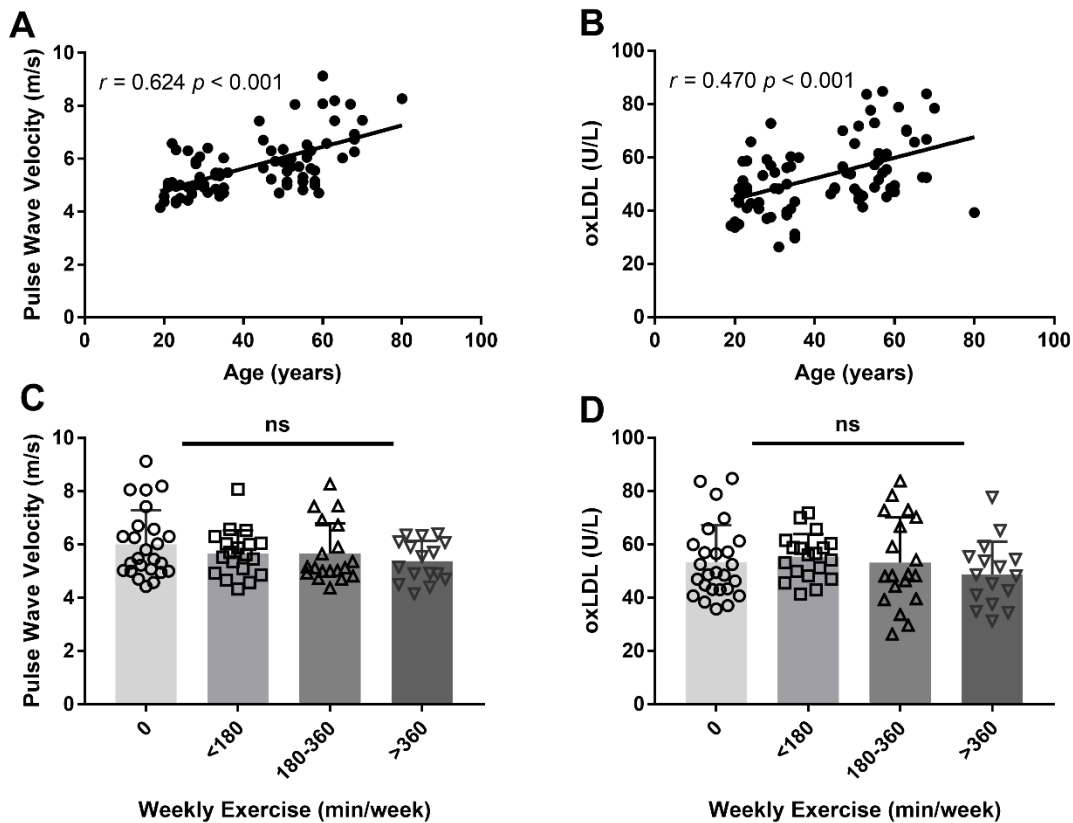 A
Pulse Wave Velocity (m/s)
10
8
6
4
2
0
r = 0.624 p < 0.001
0
20
40
60
80
100
Age (years)
B
oxLDL (U/L)
100
80
60
40
20
0
r = 0.470 p < 0.001
0
20
40
60
80
100
Age (years)
C
Pulse Wave Velocity (m/s)
10
8
6
4
2
0
ns
0
<180
180-360
>360
Weekly Exercise (min/week)
D
oxLDL (U/L)
100
80
60
40
20
0
ns
0
<180
180-360
>360
Weekly Exercise (min/week)